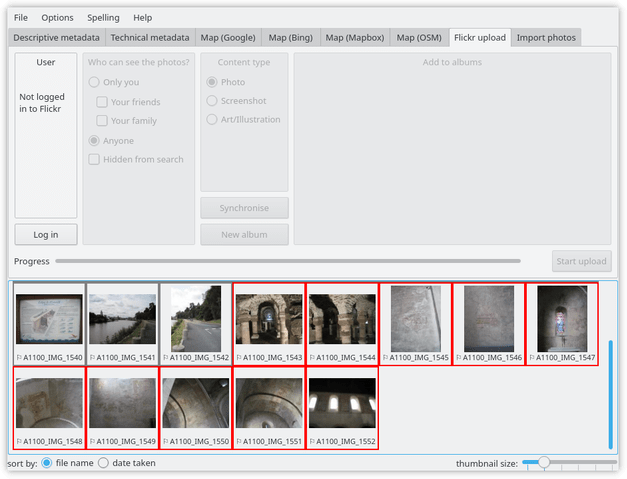 File Options Spelling Help
Descriptive metadata Technical metadata Map (Google) Map (Bing) Map (Mapbox) Map (OSM) Flickr upload Import photos
User
Not logged
in to Flickr
Log in
Who can see the photos?
Only you
Your friends
Your family
Anyone
Hidden from search
Content type
Photo
Screenshot
Art/Illustration
Synchronise
New album
Add to albums
Progress
Start upload
A1100_IMG_1540 A1100_IMG_1541 A1100_IMG_1542 A1100_IMG_1543 A1100_IMG_1544 A1100_IMG_1545 A1100_IMG_1546 A1100_IMG_1547
A1100_IMG_1548 A1100_IMG_1549 A1100_IMG_1550 A1100_IMG_1551 A1100_IMG_1552
sort by: file name date taken thumbnail size: